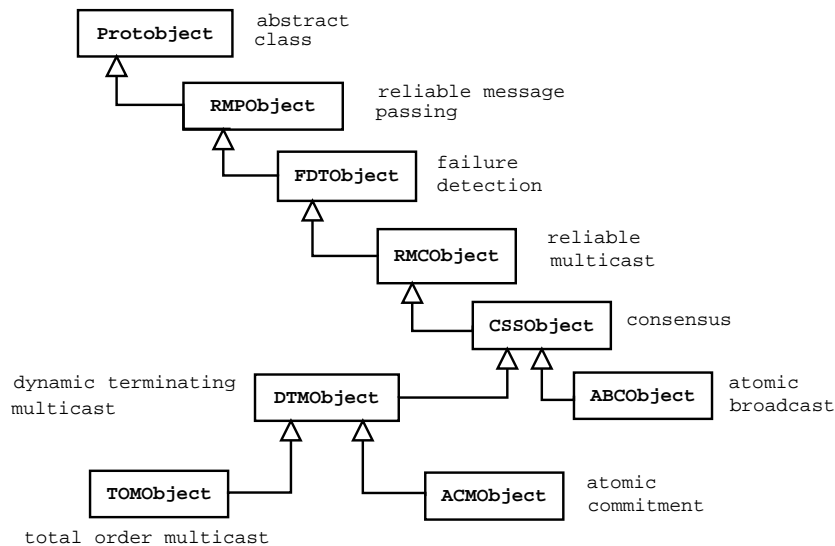 Protobject
abstract
class
RMPObject
reliable message
passing
FDTObject
failure
detection
RMCObject
reliable
multicast
CSSObject
consensus
dynamic terminating
multicast
DTMObject
ABCObject
atomic
broadcast
TOMObject
total order multicast
ACMObject
atomic
commitment